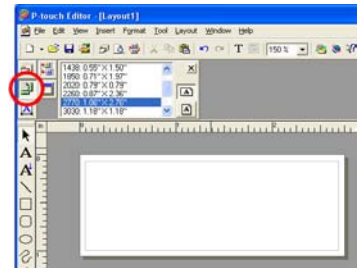 P-touch Editor - [Layout1]
File Edit View Insert Format Tool Layout Window Help
T 150 %
1438: 0.55"×1.50"
1850: 0.71"×1.97"
2020: 0.79"×0.79"
2260: 0.87"×2.36"
2770: 1.06"×2.76"
3030: 1.18"×1.18"
A
A
A
A